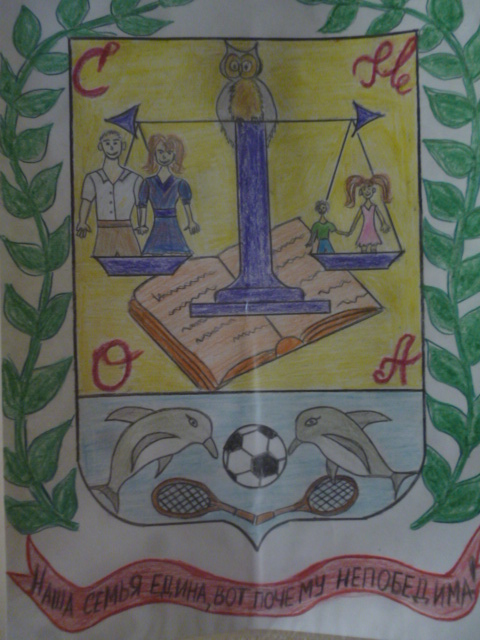 С Н
О А
НАША СЕМЬЯ ЕДИНА, ВОТ ПОЧЕМУ НЕПОБЕДИМА